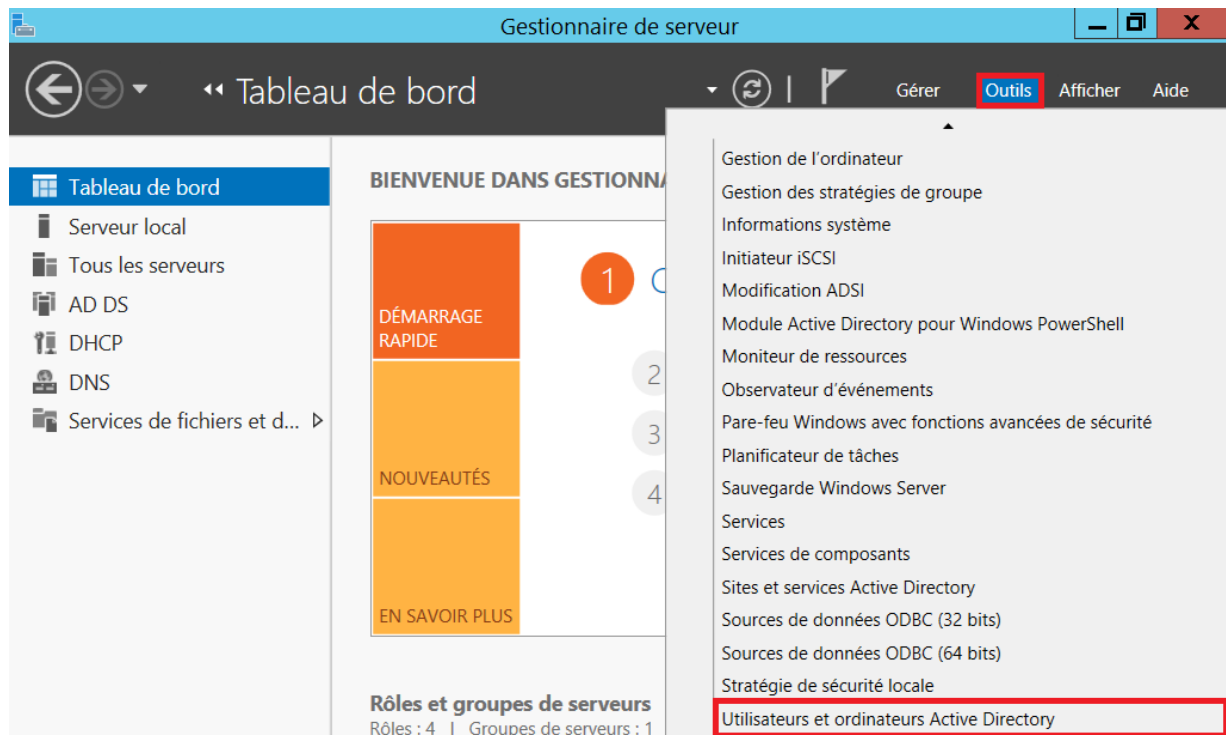 Gestionnaire de serveur
Tableau de bord
Gérer
Outils
Afficher
Aide
Tableau de bord
Serveur local
Tous les serveurs
AD DS
DHCP
DNS
Services de fichiers et d...
BIENVENUE DANS GESTIONNA
DÉMARRAGE
RAPIDE
NOUVEAUTÉS
EN SAVOIR PLUS
1
2
3
4
Rôles et groupes de serveurs
Rôles : 4 | Groupes de serveurs : 1
Gestion de l'ordinateur
Gestion des stratégies de groupe
Informations système
Initiateur iSCSI
Modification ADSI
Module Active Directory pour Windows PowerShell
Moniteur de ressources
Observateur d'événements
Pare-feu Windows avec fonctions avancées de sécurité
Planificateur de tâches
Sauvegarde Windows Server
Services
Services de composants
Sites et services Active Directory
Sources de données ODBC (32 bits)
Sources de données ODBC (64 bits)
Stratégie de sécurité locale
Utilisateurs et ordinateurs Active Directory